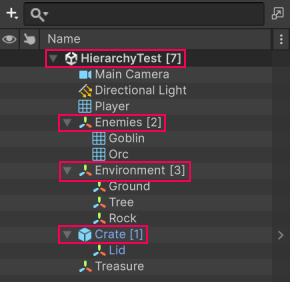 Name
HierarchyTest [7]
Main Camera
Directional Light
Player
Enemies [2]
Goblin
Orc
Environment [3]
Ground
Tree
Rock
Crate [1]
Lid
Treasure